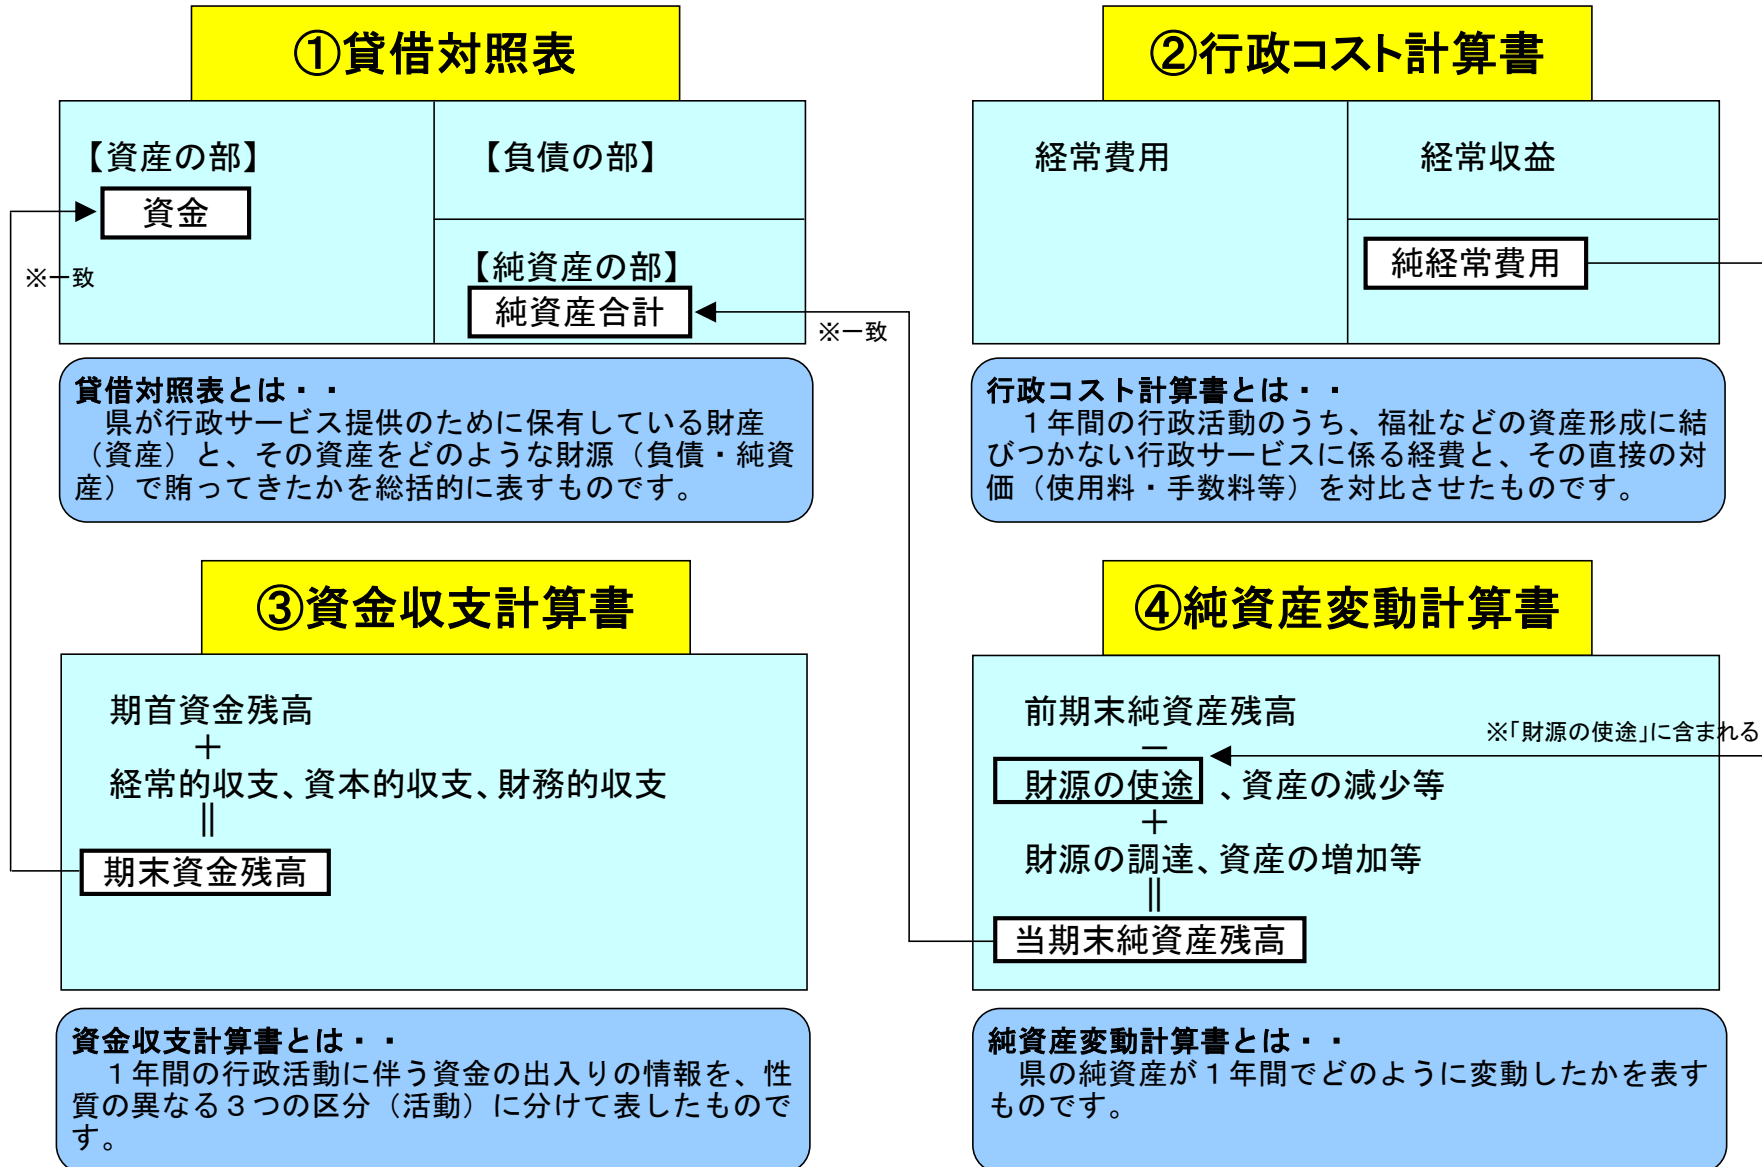 ①貸借対照表
【資産の部】
資金
【負債の部】
【純資産の部】
純資産合計
※一致
※一致
貸借対照表とは・・
　県が行政サービス提供のために保有している財産
（資産）と、その資産をどのような財源（負債・純資
産）で賄ってきたかを総括的に表すものです。
②行政コスト計算書
経常費用
経常収益
純経常費用
行政コスト計算書とは・・
　１年間の行政活動のうち、福祉などの資産形成に結
びつかない行政サービスに係る経費と、その直接の対
価（使用料・手数料等）を対比させたものです。
③資金収支計算書
期首資金残高
＋
経常的収支、資本的収支、財務的収支
||
期末資金残高
資金収支計算書とは・・
　１年間の行政活動に伴う資金の出入りの情報を、性
質の異なる３つの区分（活動）に分けて表したもので
す。
④純資産変動計算書
前期末純資産残高
－
※「財源の使途」に含まれる
財源の使途、資産の減少等
＋
財源の調達、資産の増加等
||
当期末純資産残高
純資産変動計算書とは・・
　県の純資産が１年間でどのように変動したかを表す
ものです。